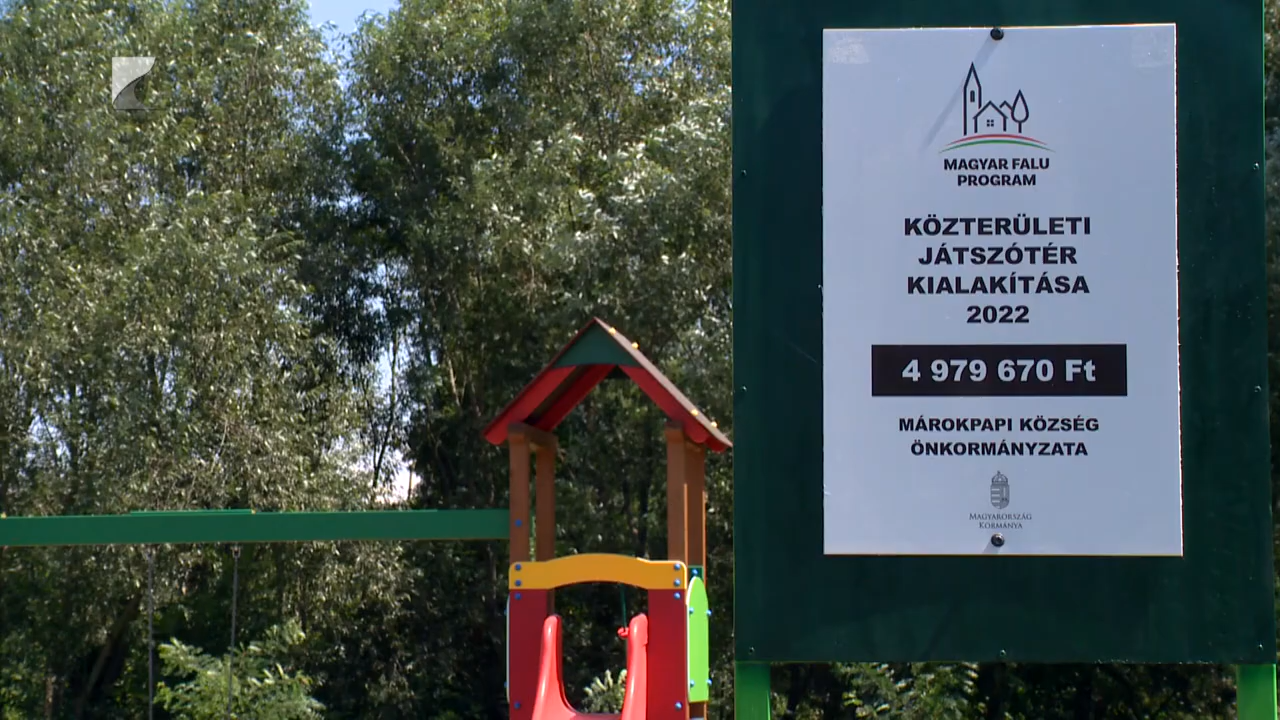 MAGYAR FALU
PROGRAM
KÖZTERÜLETI
JÁTSZÓTÉR
KIALAKÍTÁSA
2022
4 979 670 Ft
MÁROKPAPI KÖZSÉG
ÖNKORMÁNYZATA
MAGYARORSZÁG
KORMÁNYA